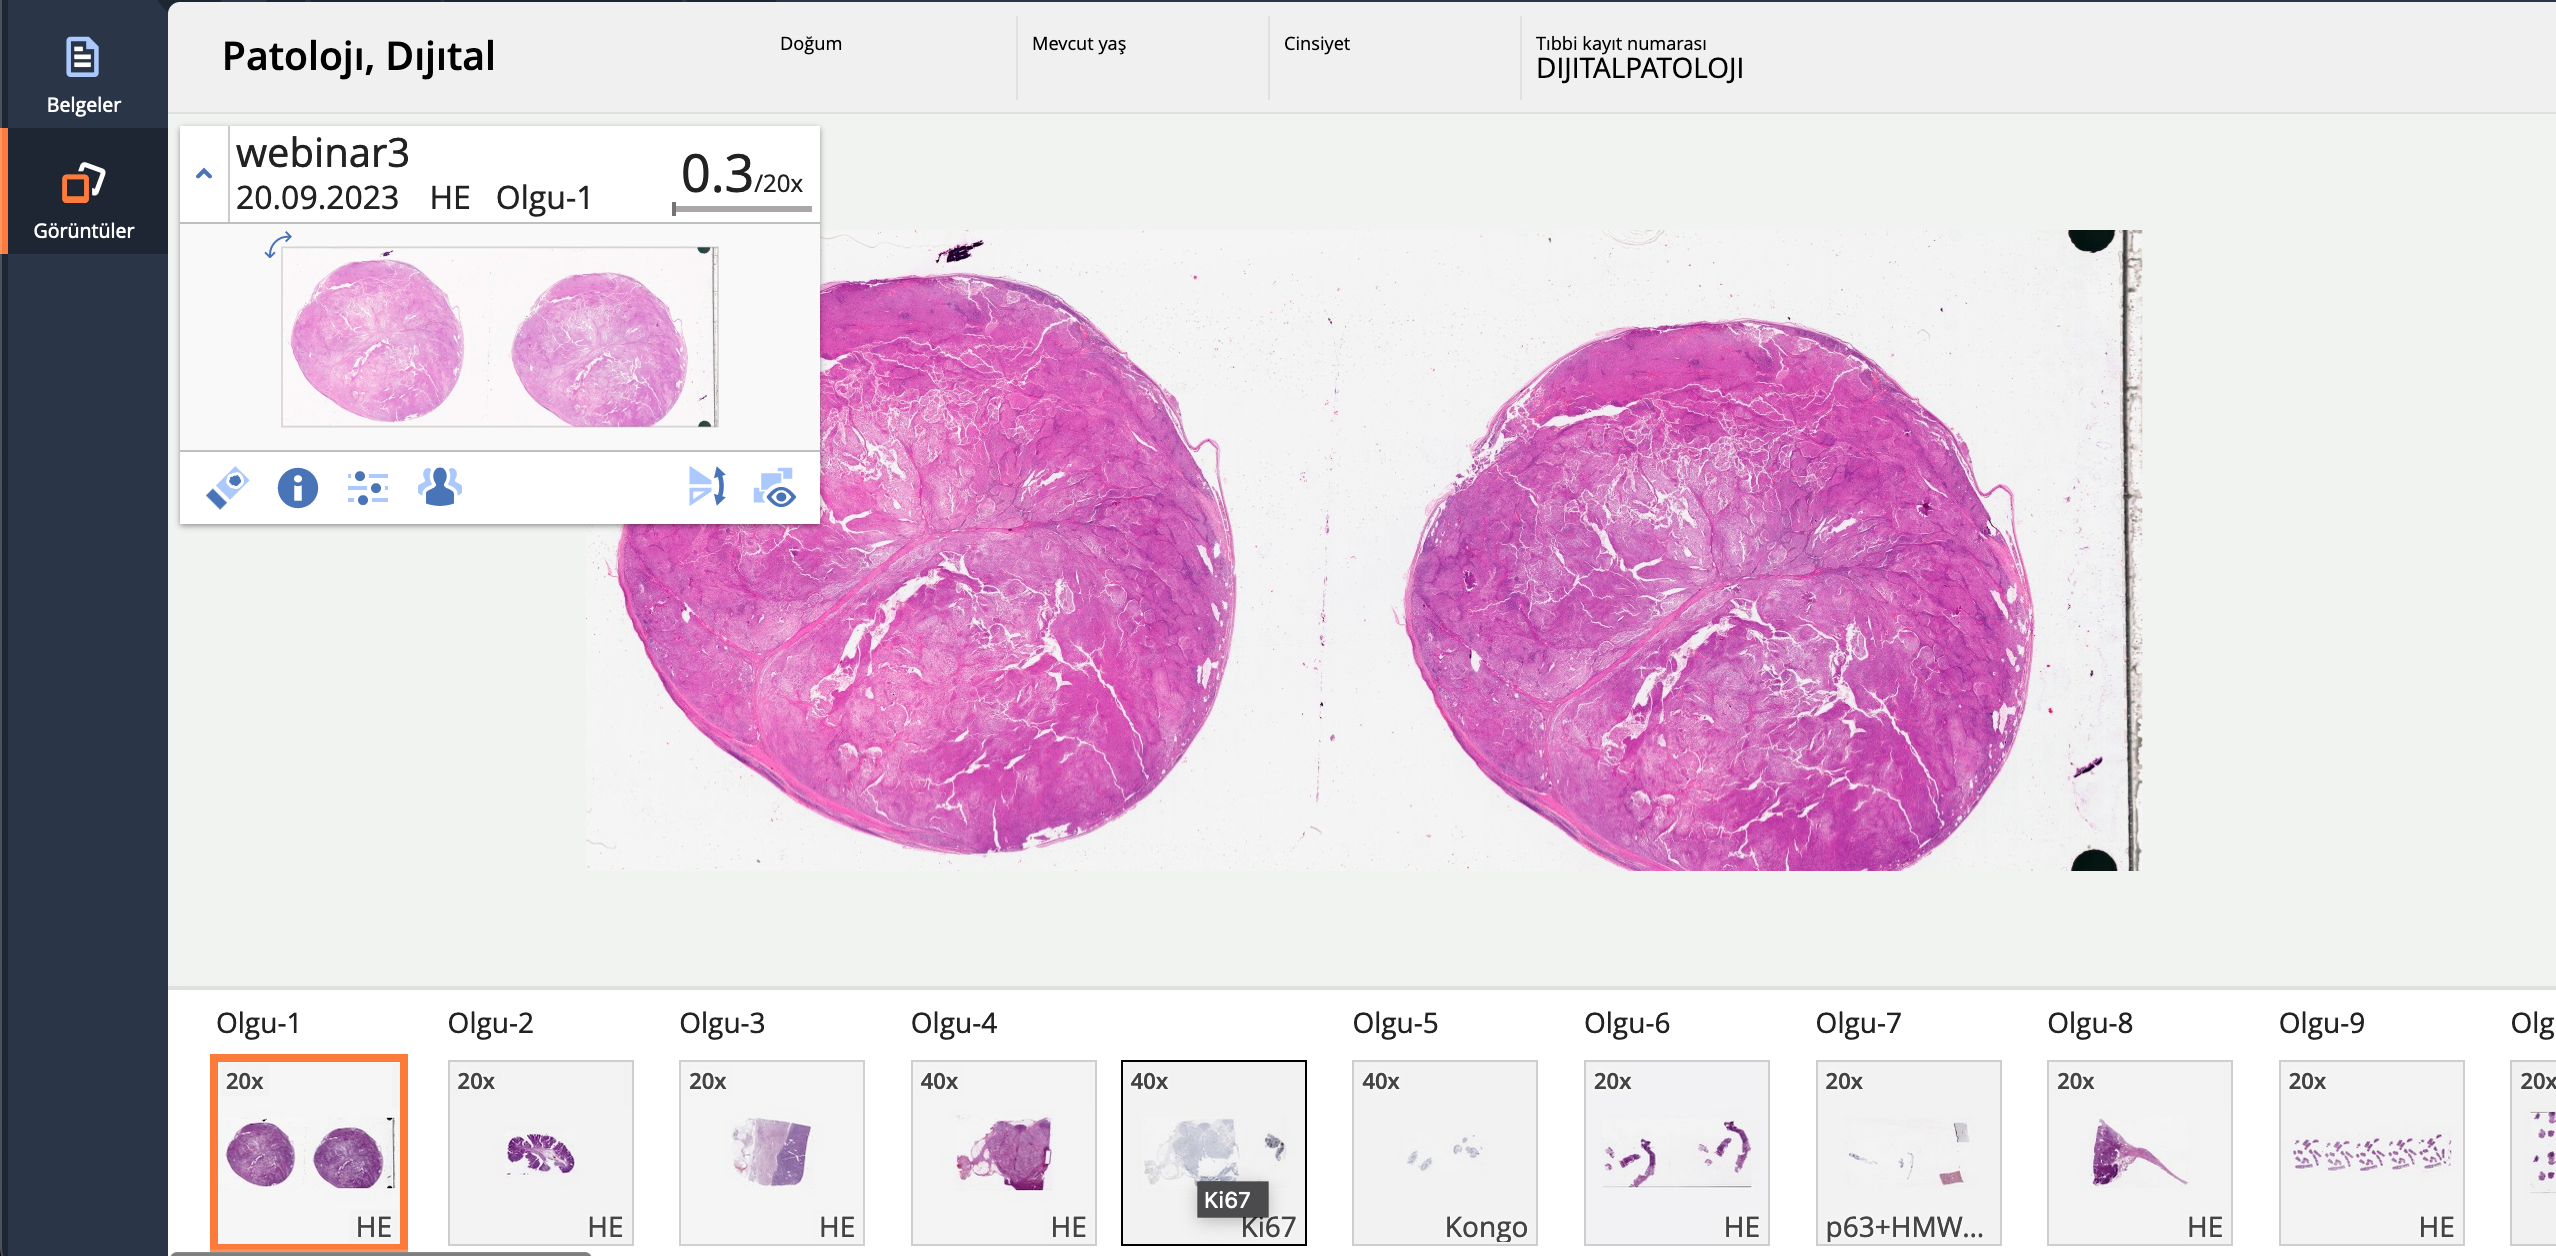 Belgeler
Görüntüler
Patolojı, Dıjıtal
Doğum
Mevcut yaş
Cinsiyet
Tıbbi kayıt numarası
DIJITALPATOLOJI
webinar3
20.09.2023 HE Olgu-1
0.3/20x
Olgu-1
20x
HE
Olgu-2
20x
HE
Olgu-3
20x
HE
Olgu-4
40x
HE
40x
Ki67
Ki67
Olgu-5
40x
Kongo
Olgu-6
20x
HE
Olgu-7
20x
p63+HMW...
Olgu-8
20x
HE
Olgu-9
20x
HE
Olg
20x